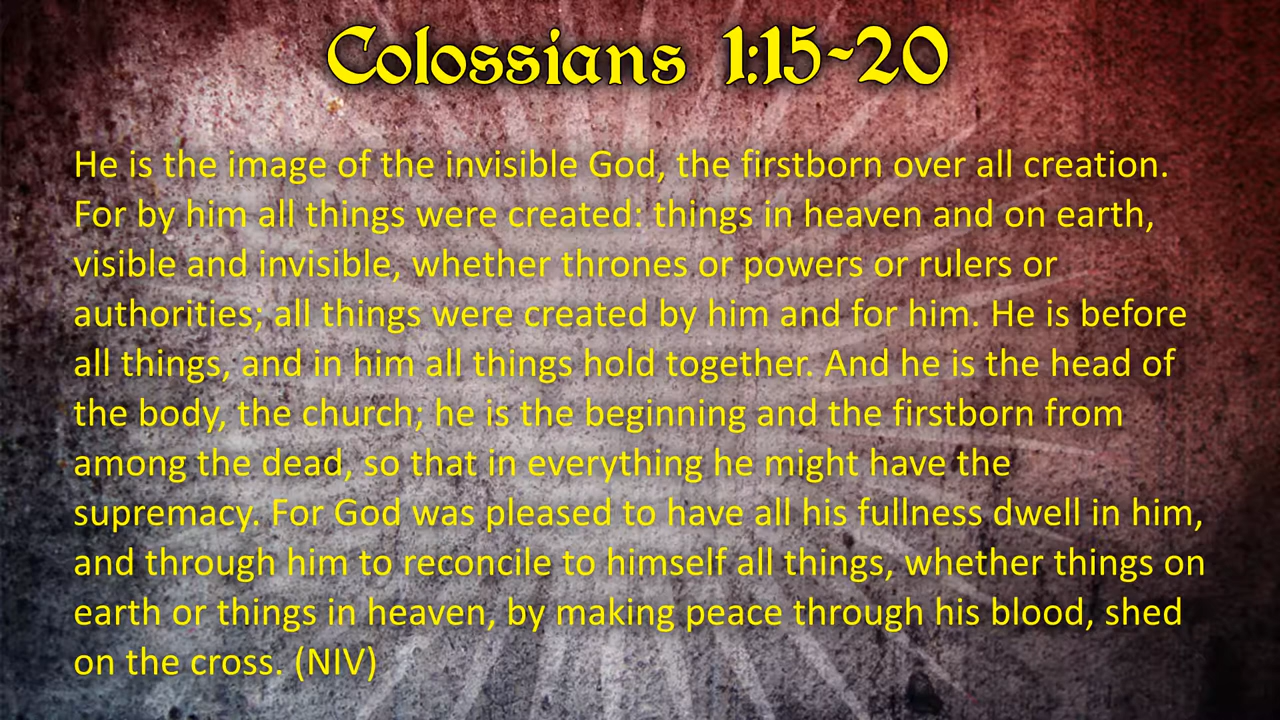 Colossians 1:15-20
He is the image of the invisible God, the firstborn over all creation.
For by him all things were created: things in heaven and on earth,
visible and invisible, whether thrones or powers or rulers or
authorities; all things were created by him and for him. He is before
all things, and in him all things hold together. And he is the head of
the body, the church; he is the beginning and the firstborn from
among the dead, so that in everything he might have the
supremacy. For God was pleased to have all his fullness dwell in him,
and through him to reconcile to himself all things, whether things on
earth or things in heaven, by making peace through his blood, shed
on the cross. (NIV)